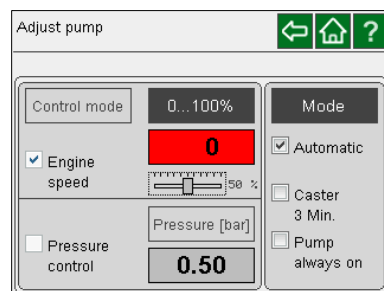 Adjust pump
?
Control mode
0...100%
Mode
Engine
speed
0
50 %
Automatic
Caster
3 Min.
Pressure
control
Pressure [bar]
0.50
Pump
always on